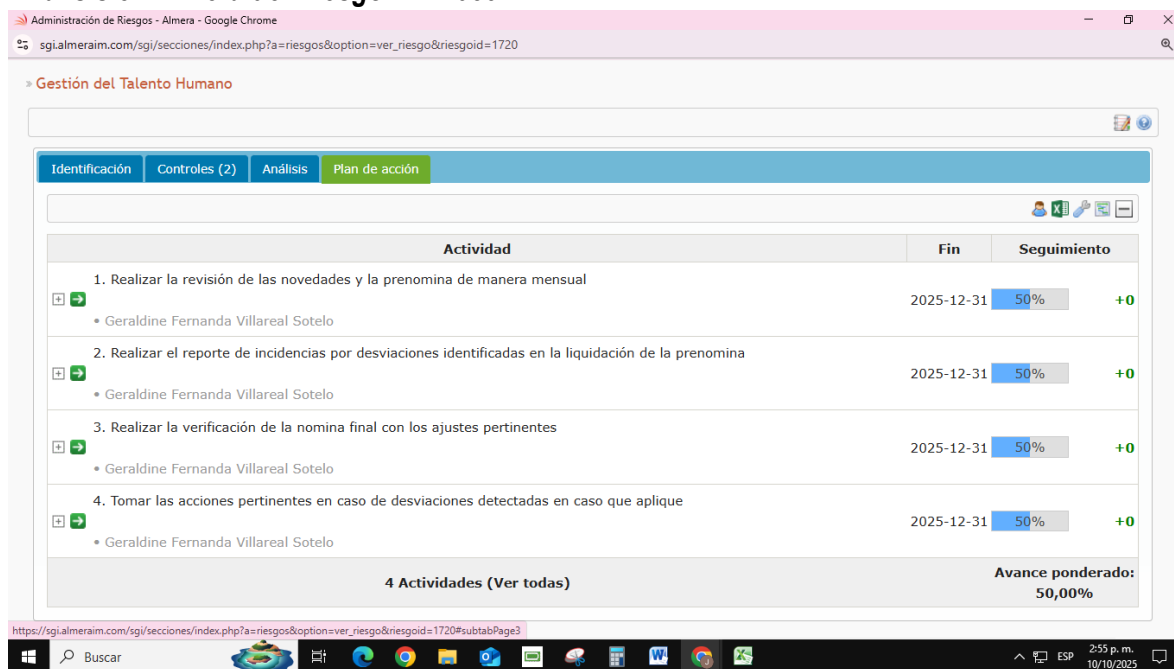 Administración de Riesgos - Almera - Google Chrome
sgi.almeraim.com/sgi/secciones/index.php?a=riesgos&option=ver_riesgo&riesgoid=1720
» Gestión del Talento Humano
Identificación Controles (2) Análisis Plan de acción
Actividad Fin Seguimiento
1. Realizar la revisión de las novedades y la prenomina de manera mensual
2025-12-31 50% +0
• Geraldine Fernanda Villareal Sotelo
2. Realizar el reporte de incidencias por desviaciones identificadas en la liquidación de la prenomina
2025-12-31 50% +0
• Geraldine Fernanda Villareal Sotelo
3. Realizar la verificación de la nomina final con los ajustes pertinentes
2025-12-31 50% +0
• Geraldine Fernanda Villareal Sotelo
4. Tomar las acciones pertinentes en caso de desviaciones detectadas en caso que aplique
2025-12-31 50% +0
• Geraldine Fernanda Villareal Sotelo
4 Actividades (Ver todas) Avance ponderado:
50,00%
https://sgi.almeraim.com/sgi/secciones/index.php?a=riesgos&option=ver_riesgo&riesgoid=1720#subtabPage3
Buscar ESP 2:55 p. m.
10/10/2025